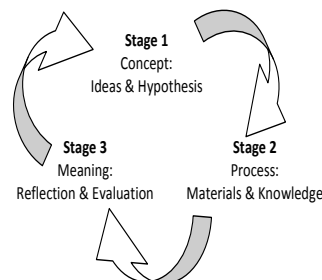 Stage 1
Concept:
Ideas & Hypothesis
Stage 2
Process:
Materials & Knowledge
Stage 3
Meaning:
Reflection & Evaluation